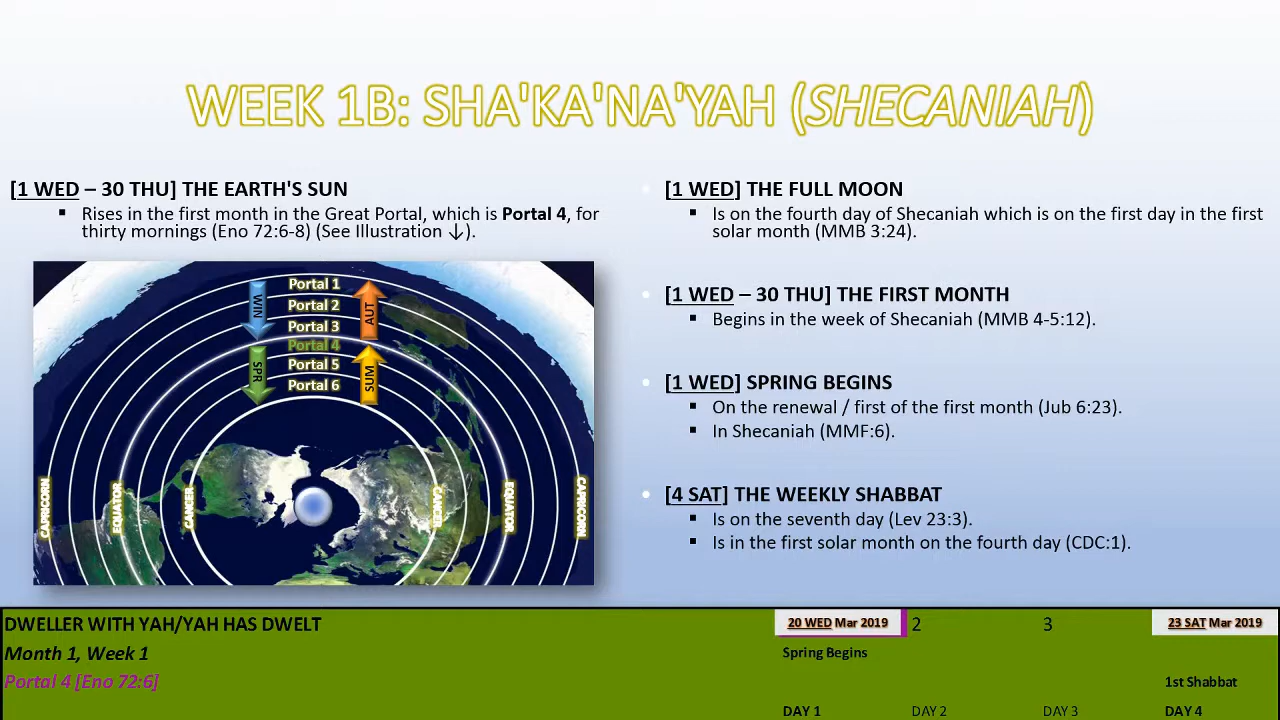 WEEK 1B: SHA'KA'NA'YAH (SHECANIAH)
[1 WED – 30 THU] THE EARTH'S SUN
▪ Rises in the first month in the Great Portal, which is Portal 4, for
thirty mornings (Eno 72:6-8) (See Illustration ↓).
Portal 1
Portal 2
Portal 3
Portal 4
Portal 5
Portal 6
WIN
AUT
SPR
SUM
CAPRICORN
EQUATOR
CANCER
CANCER
EQUATOR
CAPRICORN
• [1 WED] THE FULL MOON
▪ Is on the fourth day of Shecaniah which is on the first day in the first
solar month (MMB 3:24).
• [1 WED – 30 THU] THE FIRST MONTH
▪ Begins in the week of Shecaniah (MMB 4-5:12).
• [1 WED] SPRING BEGINS
▪ On the renewal / first of the first month (Jub 6:23).
▪ In Shecaniah (MMF:6).
• [4 SAT] THE WEEKLY SHABBAT
▪ Is on the seventh day (Lev 23:3).
▪ Is in the first solar month on the fourth day (CDC:1).
DWELLER WITH YAH/YAH HAS DWELT
Month 1, Week 1
Portal 4 [Eno 72:6]
20 WED Mar 2019
2
3
23 SAT Mar 2019
Spring Begins
1st Shabbat
DAY 1
DAY 2
DAY 3
DAY 4